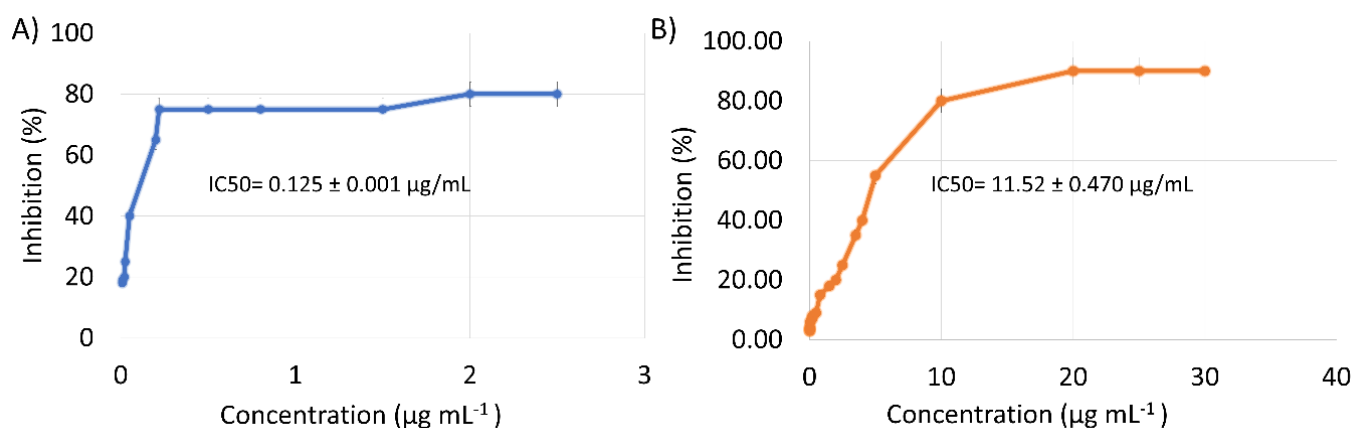 A)
100
80
60
40
20
0
Inhibition (%)
IC50= 0.125 ± 0.001 µg/mL
0 1 2 3
Concentration (µg mL⁻¹)
B)
100.00
80.00
60.00
40.00
20.00
0.00
Inhibition (%)
IC50= 11.52 ± 0.470 µg/mL
0 10 20 30 40
Concentration (µg mL⁻¹)